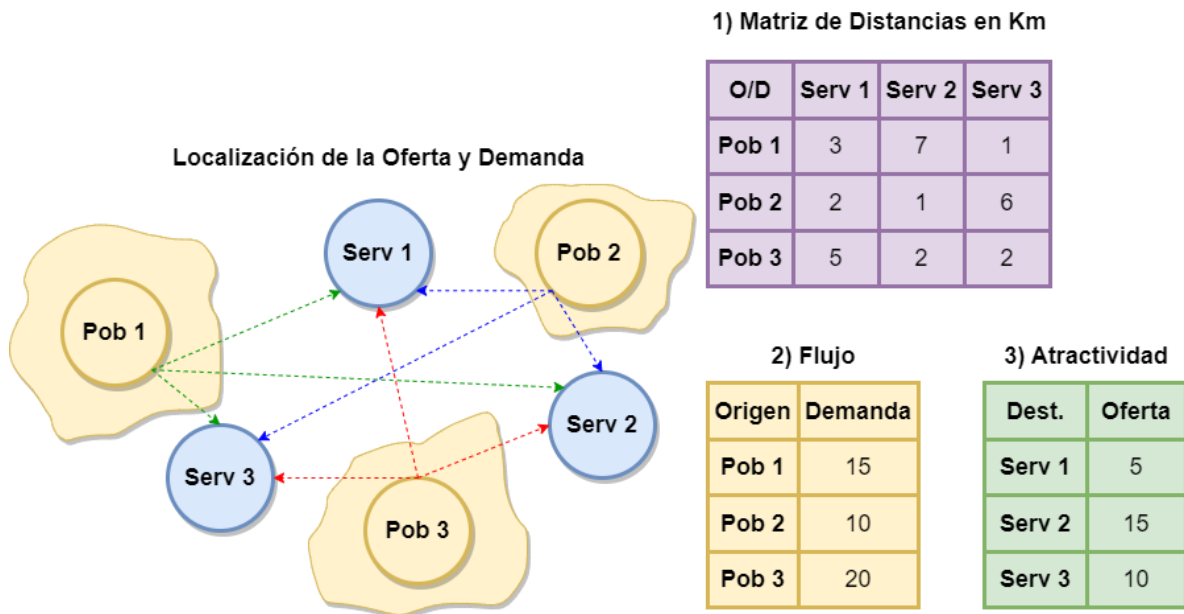 1) Matriz de Distancias en Km
O/D Serv 1 Serv 2 Serv 3
Pob 1 3 7 1
Pob 2 2 1 6
Pob 3 5 2 2
Localización de la Oferta y Demanda
Serv 1
Pob 2
Pob 1
Serv 2
Serv 3
Pob 3
2) Flujo
Origen Demanda
Pob 1 15
Pob 2 10
Pob 3 20
3) Atractividad
Dest. Oferta
Serv 1 5
Serv 2 15
Serv 3 10